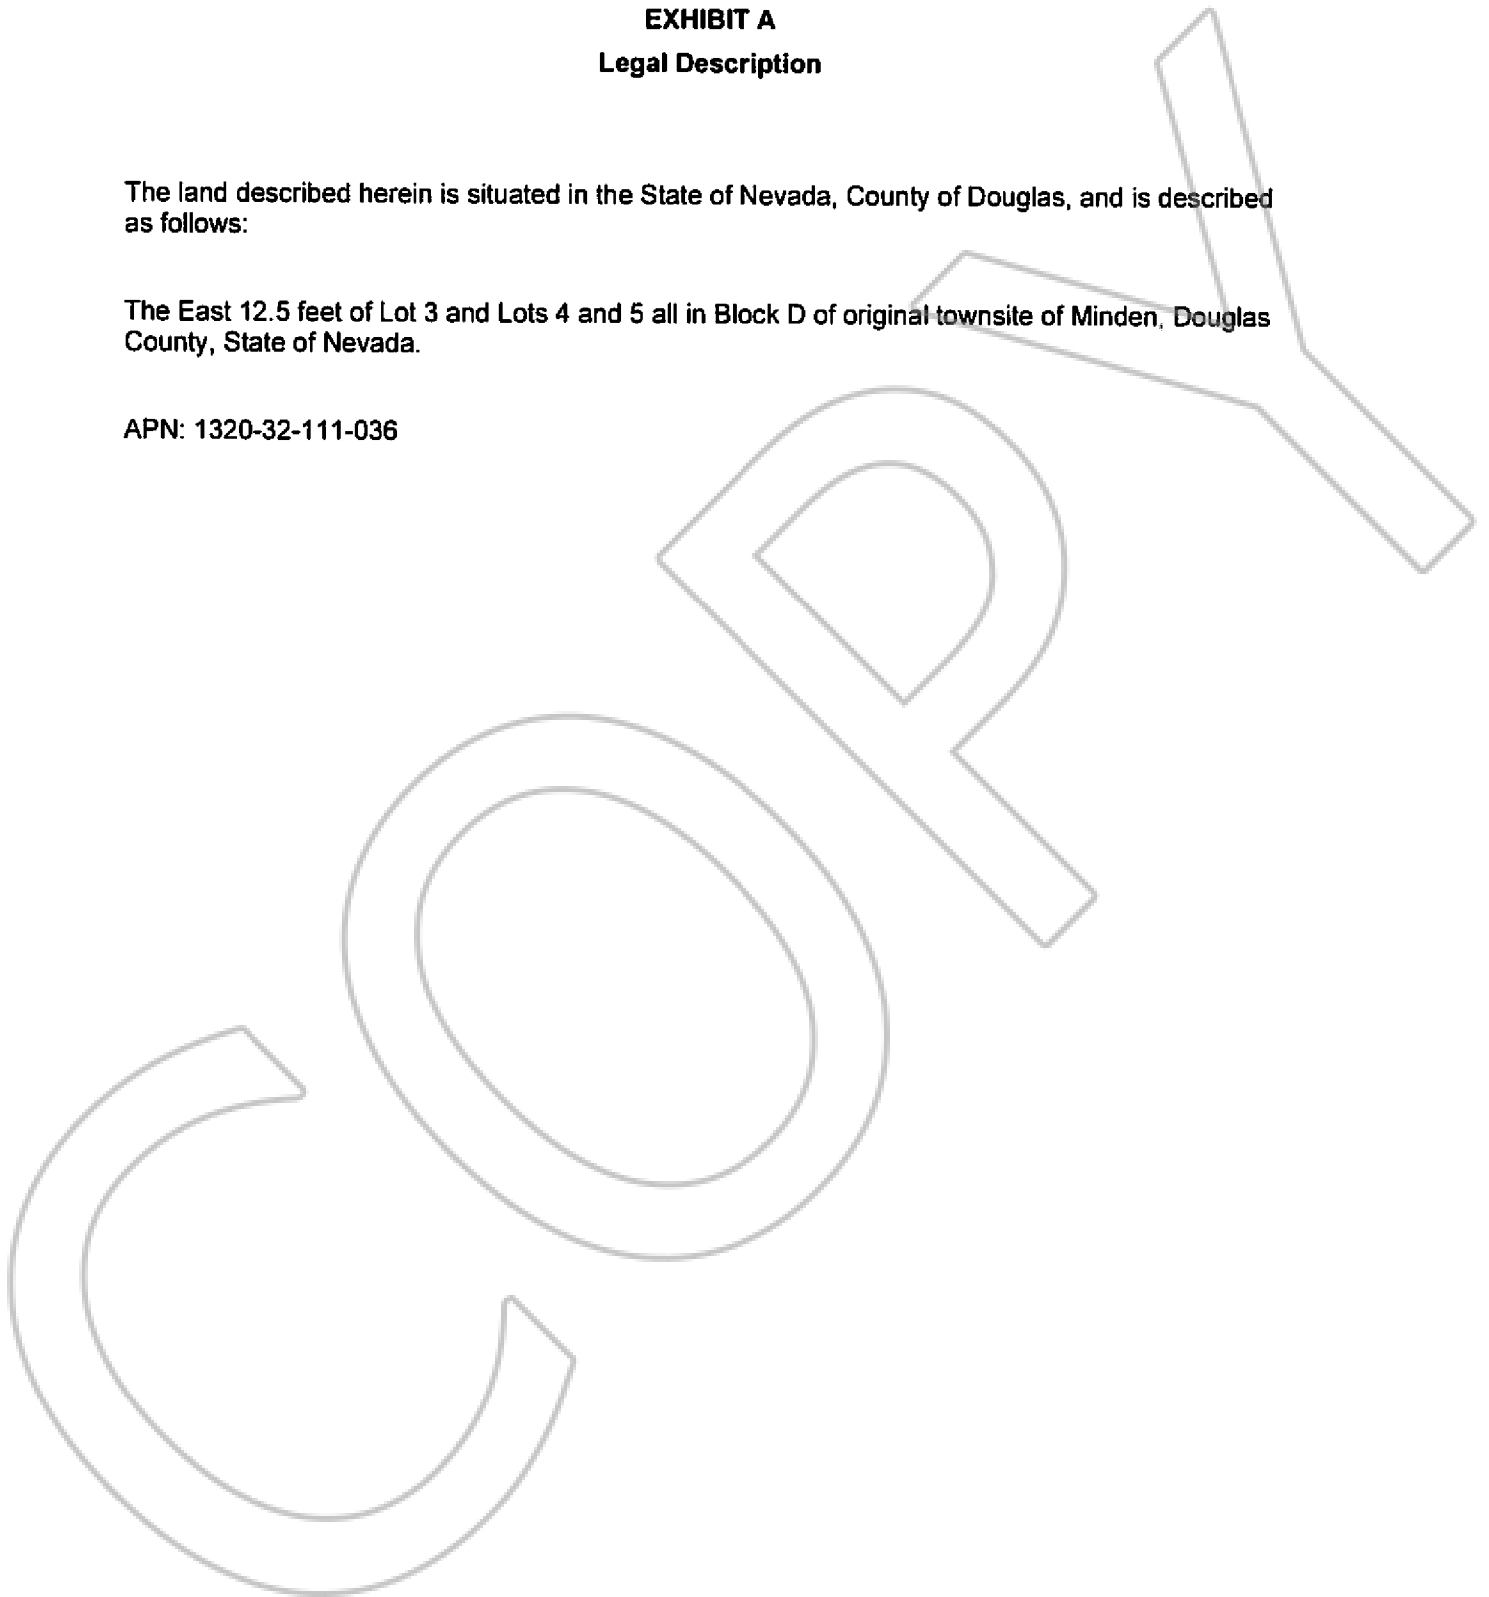 EXHIBIT A
Legal Description
The land described herein is situated in the State of Nevada, County of Douglas, and is described
as follows:
The East 12.5 feet of Lot 3 and Lots 4 and 5 all in Block D of original townsite of Minden, Douglas
County, State of Nevada.
APN: 1320-32-111-036
COPY